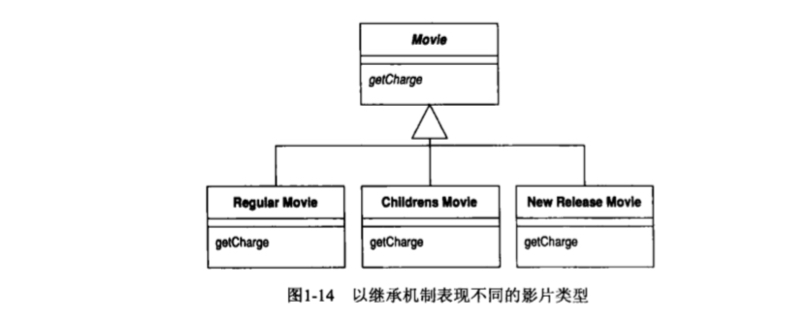 Movie
getCharge
Regular Movie
Childrens Movie
New Release Movie
getCharge
getCharge
getCharge
图1-14 以继承机制表现不同的影片类型